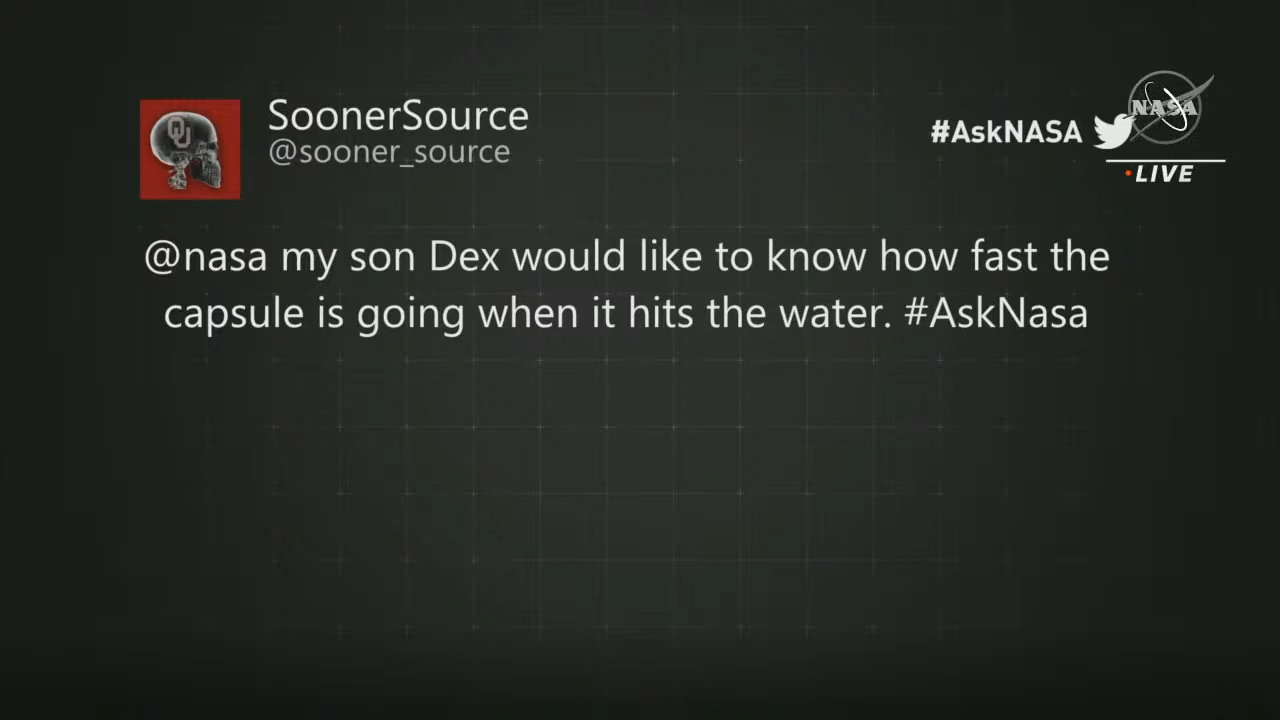 SoonerSource
@sooner_source
#AskNASA
NASA
LIVE
OU
@nasa my son Dex would like to know how fast the
capsule is going when it hits the water. #AskNasa